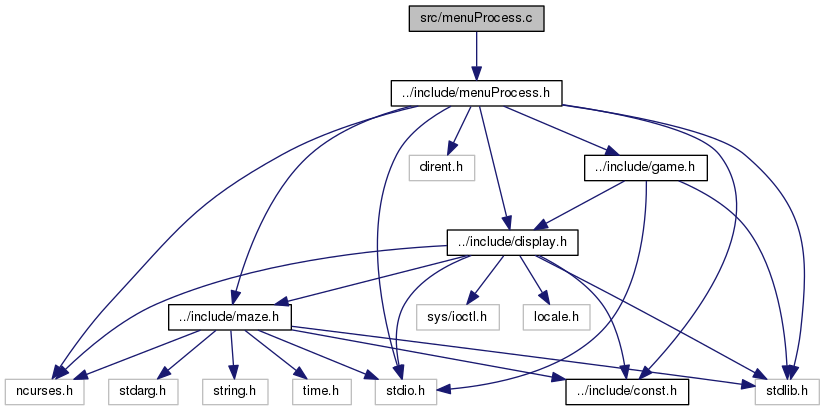 src/menuProcess.c
../include/menuProcess.h
dirent.h
../include/game.h
../include/display.h
../include/maze.h
sys/ioctl.h
locale.h
ncurses.h
stdarg.h
string.h
time.h
stdio.h
../include/const.h
stdlib.h